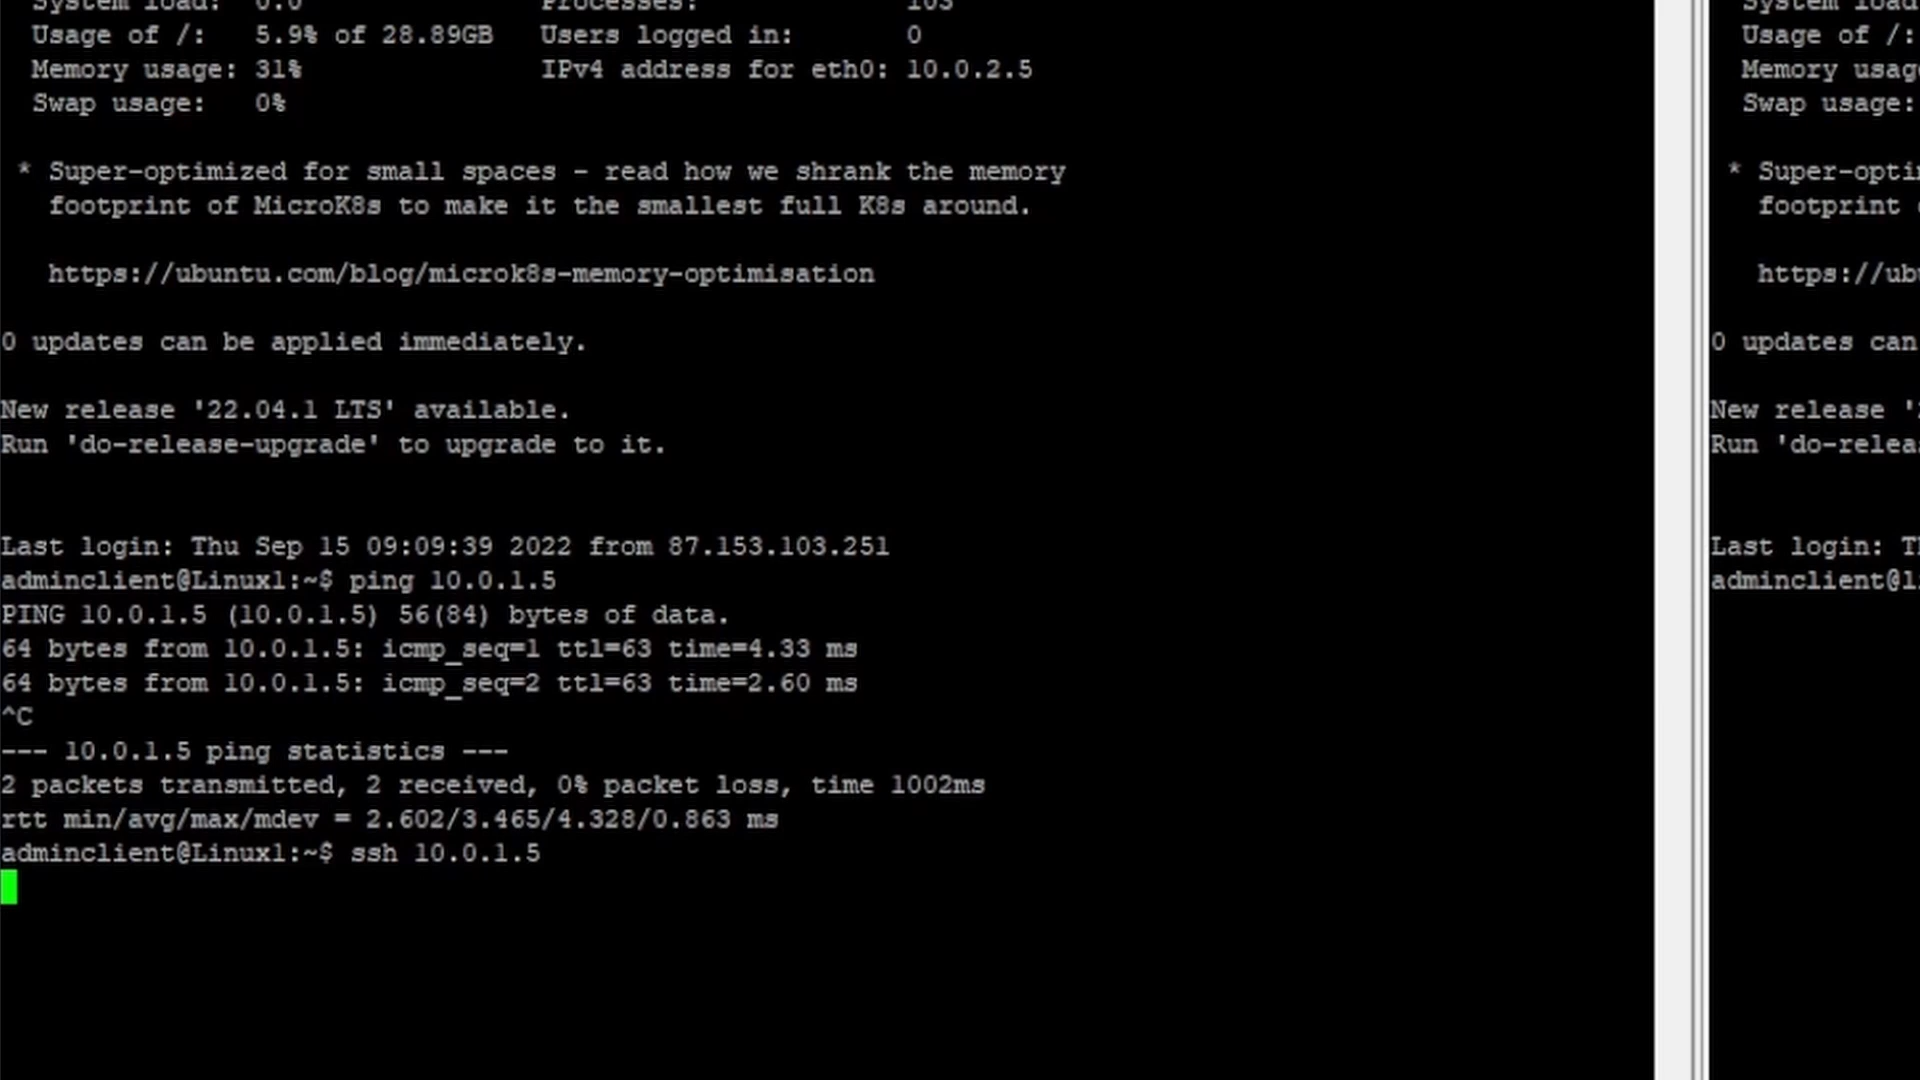 System load: 0.0 Processes: 103
Usage of /: 5.9% of 28.89GB Users logged in: 0
Memory usage: 31% IPv4 address for eth0: 10.0.2.5
Swap usage: 0%
* Super-optimized for small spaces - read how we shrank the memory
footprint of MicroK8s to make it the smallest full K8s around.
https://ubuntu.com/blog/microk8s-memory-optimisation
0 updates can be applied immediately.
New release '22.04.1 LTS' available.
Run 'do-release-upgrade' to upgrade to it.
Last login: Thu Sep 15 09:09:39 2022 from 87.153.103.251
adminclient@Linux1:~$ ping 10.0.1.5
PING 10.0.1.5 (10.0.1.5) 56(84) bytes of data.
64 bytes from 10.0.1.5: icmp_seq=1 ttl=63 time=4.33 ms
64 bytes from 10.0.1.5: icmp_seq=2 ttl=63 time=2.60 ms
^C
--- 10.0.1.5 ping statistics ---
2 packets transmitted, 2 received, 0% packet loss, time 1002ms
rtt min/avg/max/mdev = 2.602/3.465/4.328/0.863 ms
adminclient@Linux1:~$ ssh 10.0.1.5
System load
Usage of /:
Memory usag
Swap usage:
* Super-opti
footprint
https://ub
0 updates can
New release '
Run 'do-relea
Last login: T
adminclient@